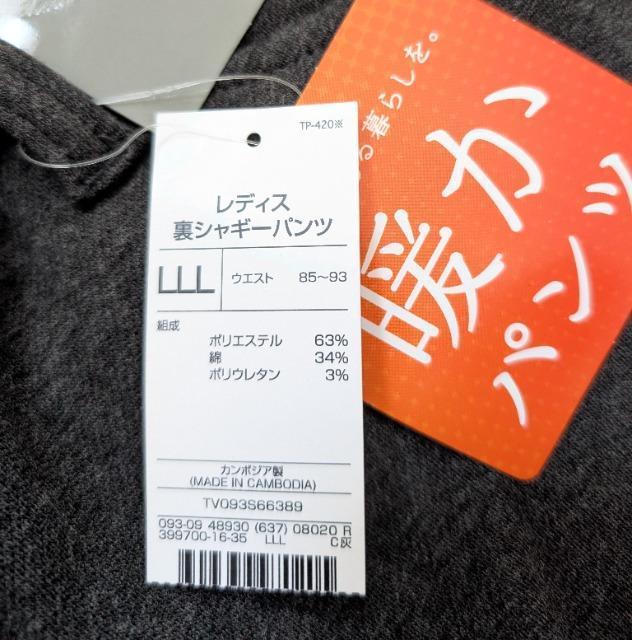 TP-420※
レディス
裏シャギーパンツ
LLL ウエスト 85～93
組成
ポリエステル 63%
綿 34%
ポリウレタン 3%
カンボジア製
(MADE IN CAMBODIA)
TV093S66389
093-09 48930 (637) 08020 R
399700-16-35 LLL C灰
暮らしを。
暖か
パンツ